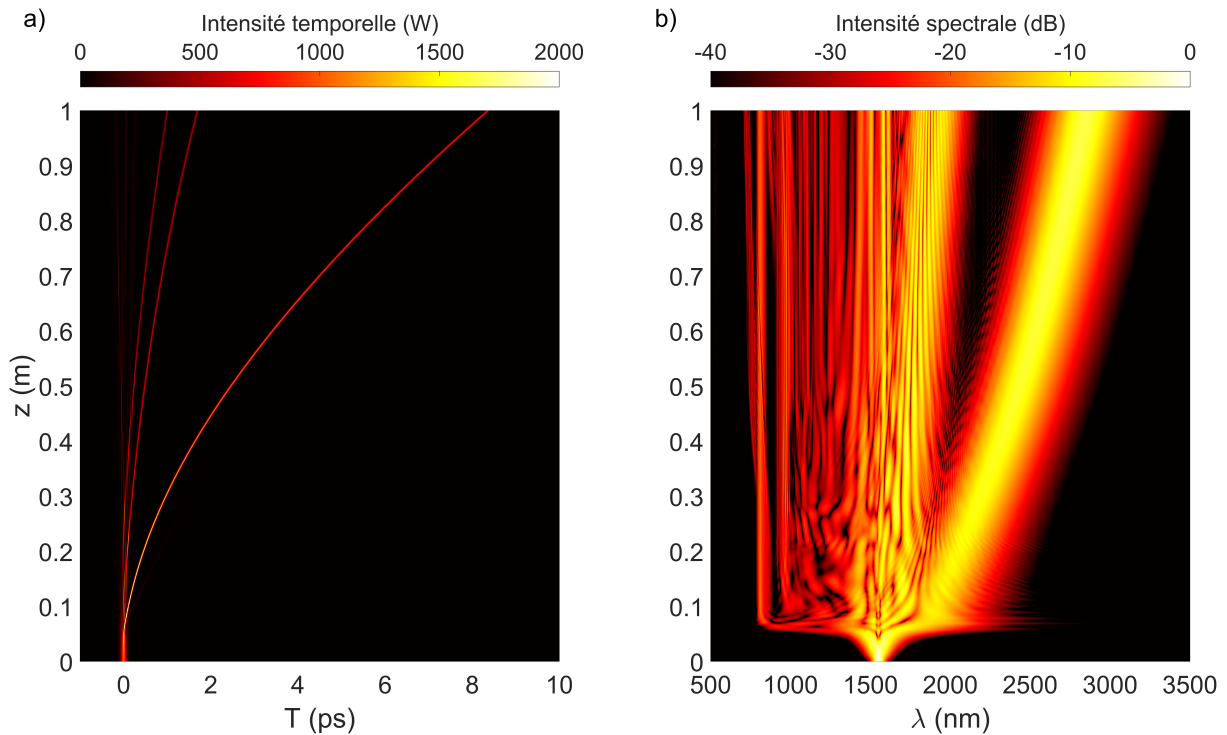 a)
Intensité temporelle (W)
0 500 1000 1500 2000
1
0.9
0.8
0.7
0.6
0.5
0.4
0.3
0.2
0.1
0
z (m)
0 2 4 6 8 10
T (ps)
b)
Intensité spectrale (dB)
-40 -30 -20 -10 0
1
0.9
0.8
0.7
0.6
0.5
0.4
0.3
0.2
0.1
0
500 1000 1500 2000 2500 3000 3500
λ (nm)